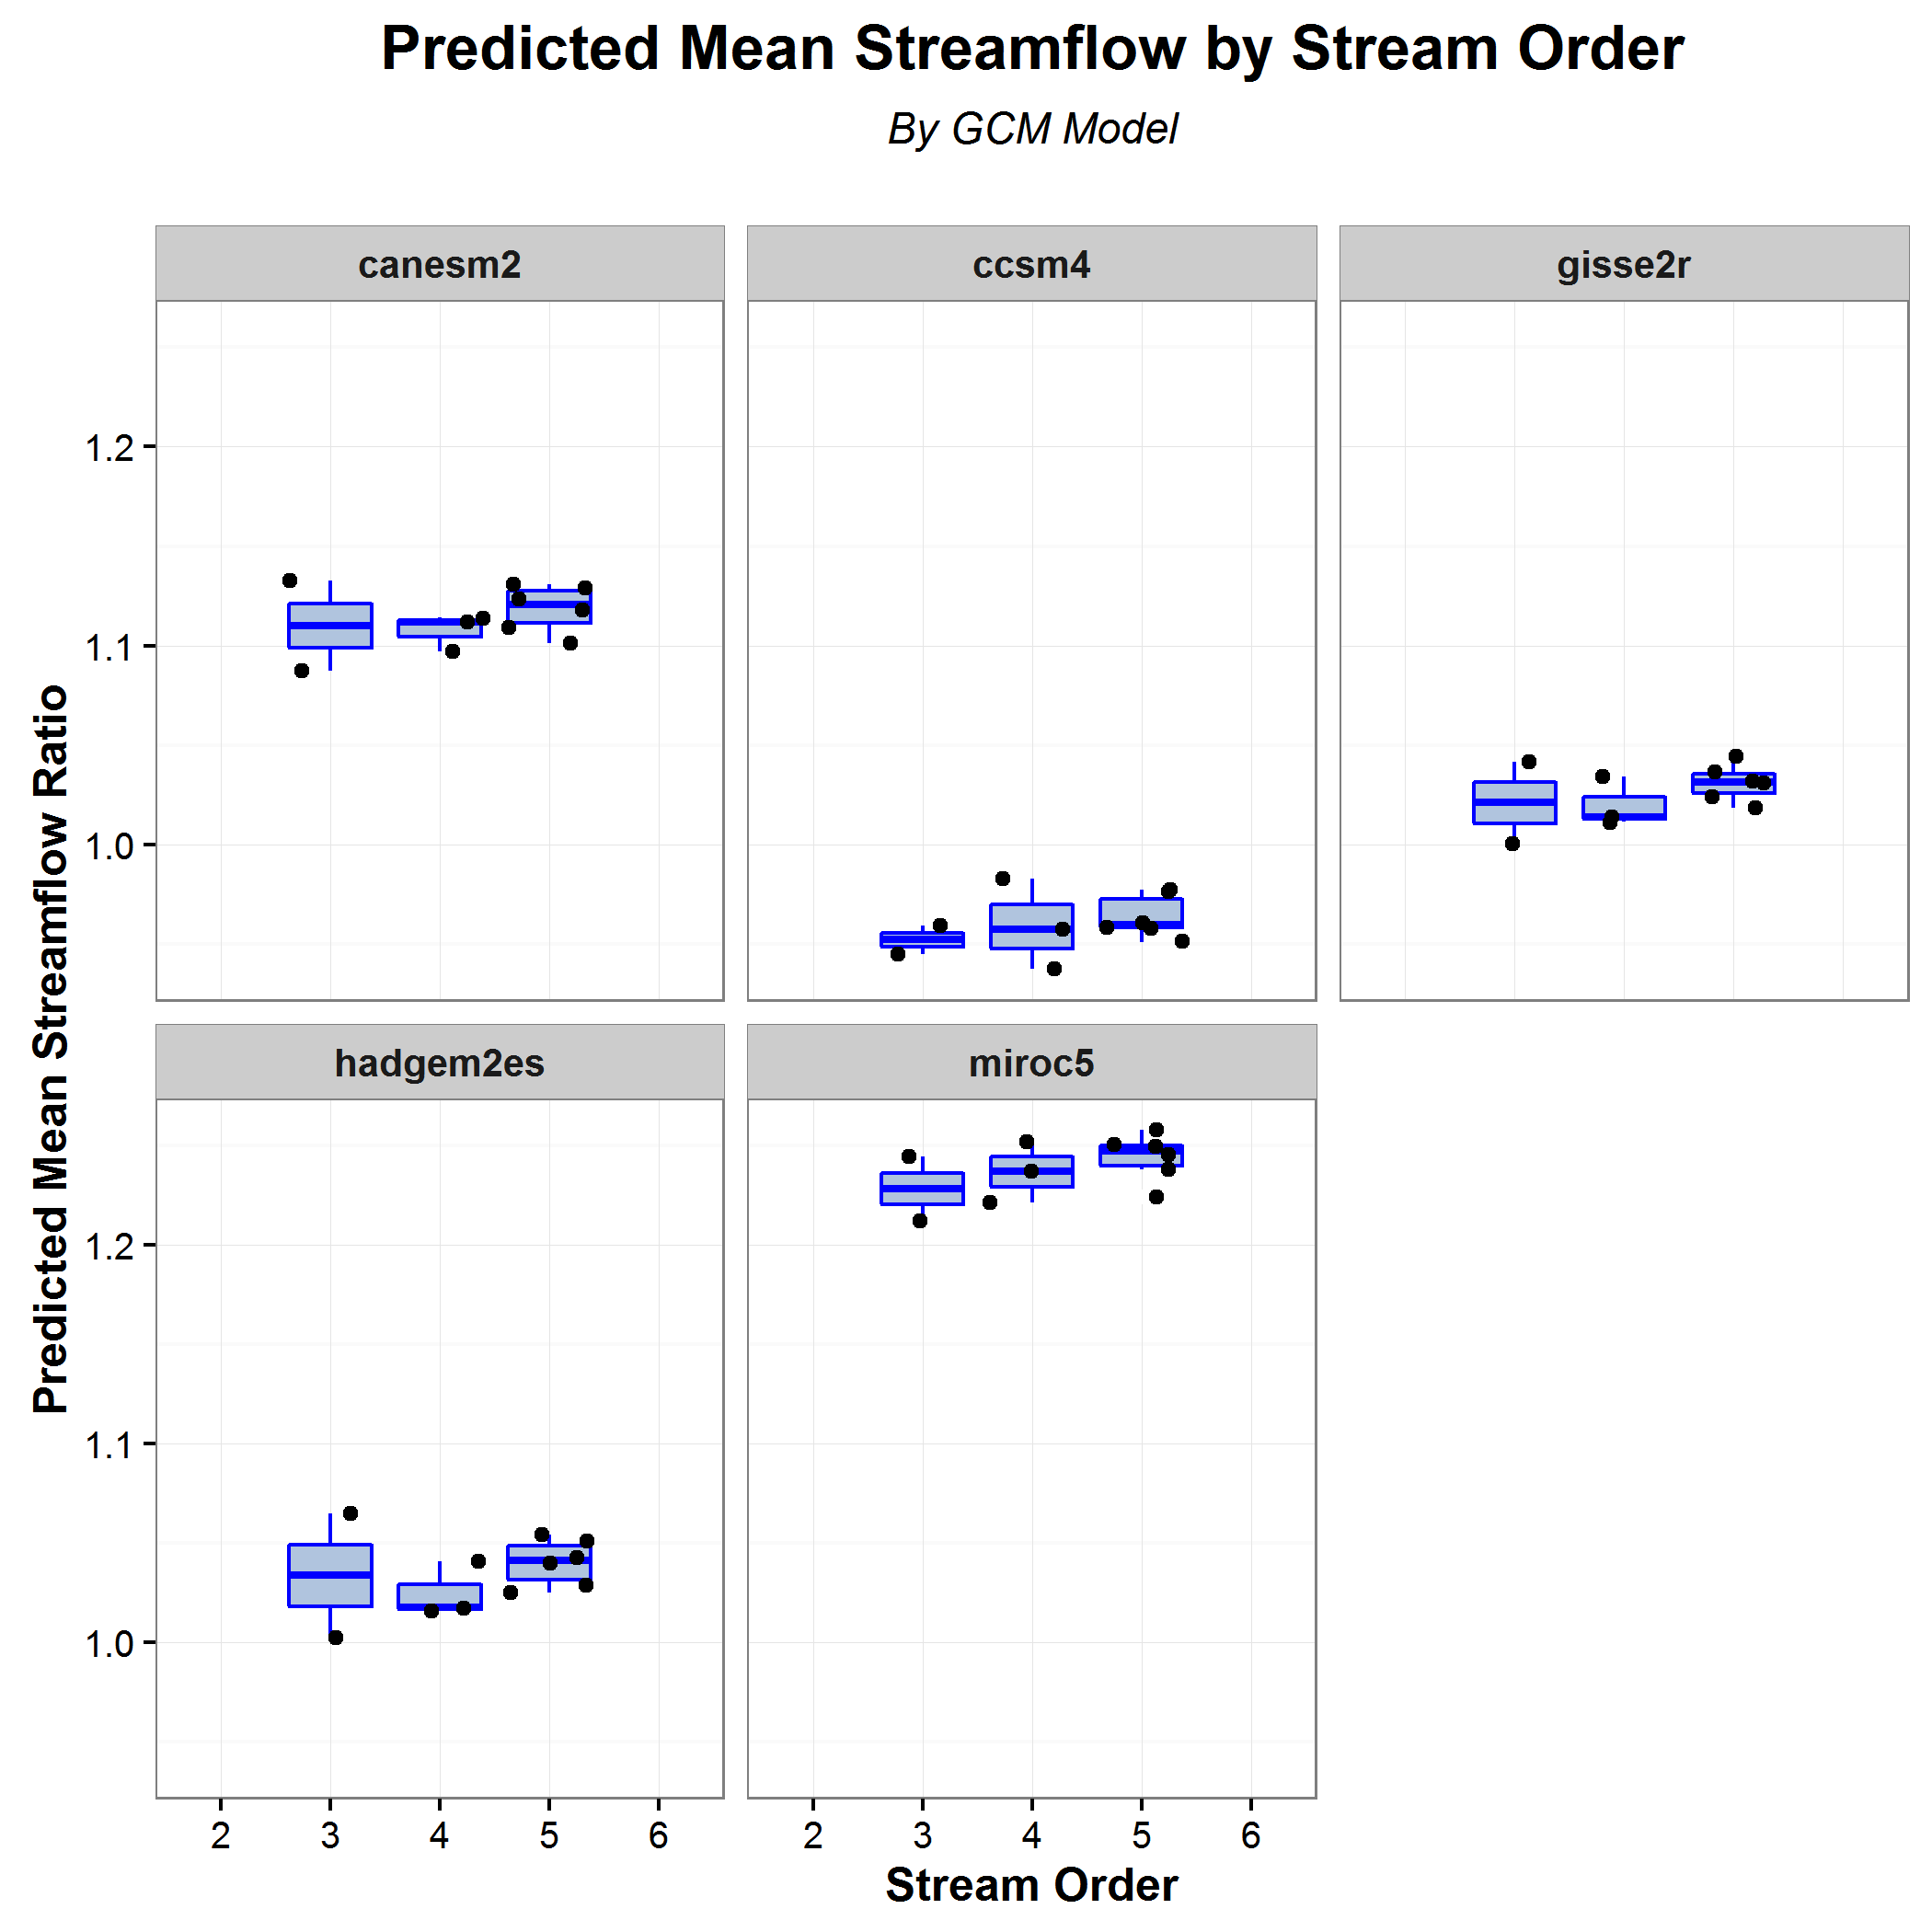 Predicted Mean Streamflow by Stream Order
By GCM Model
canesm2
ccsm4
gisse2r
1.2
1.1
1.0
Predicted Mean Streamflow Ratio
hadgem2es
miroc5
1.2
1.1
1.0
2 3 4 5 6
2 3 4 5 6
Stream Order